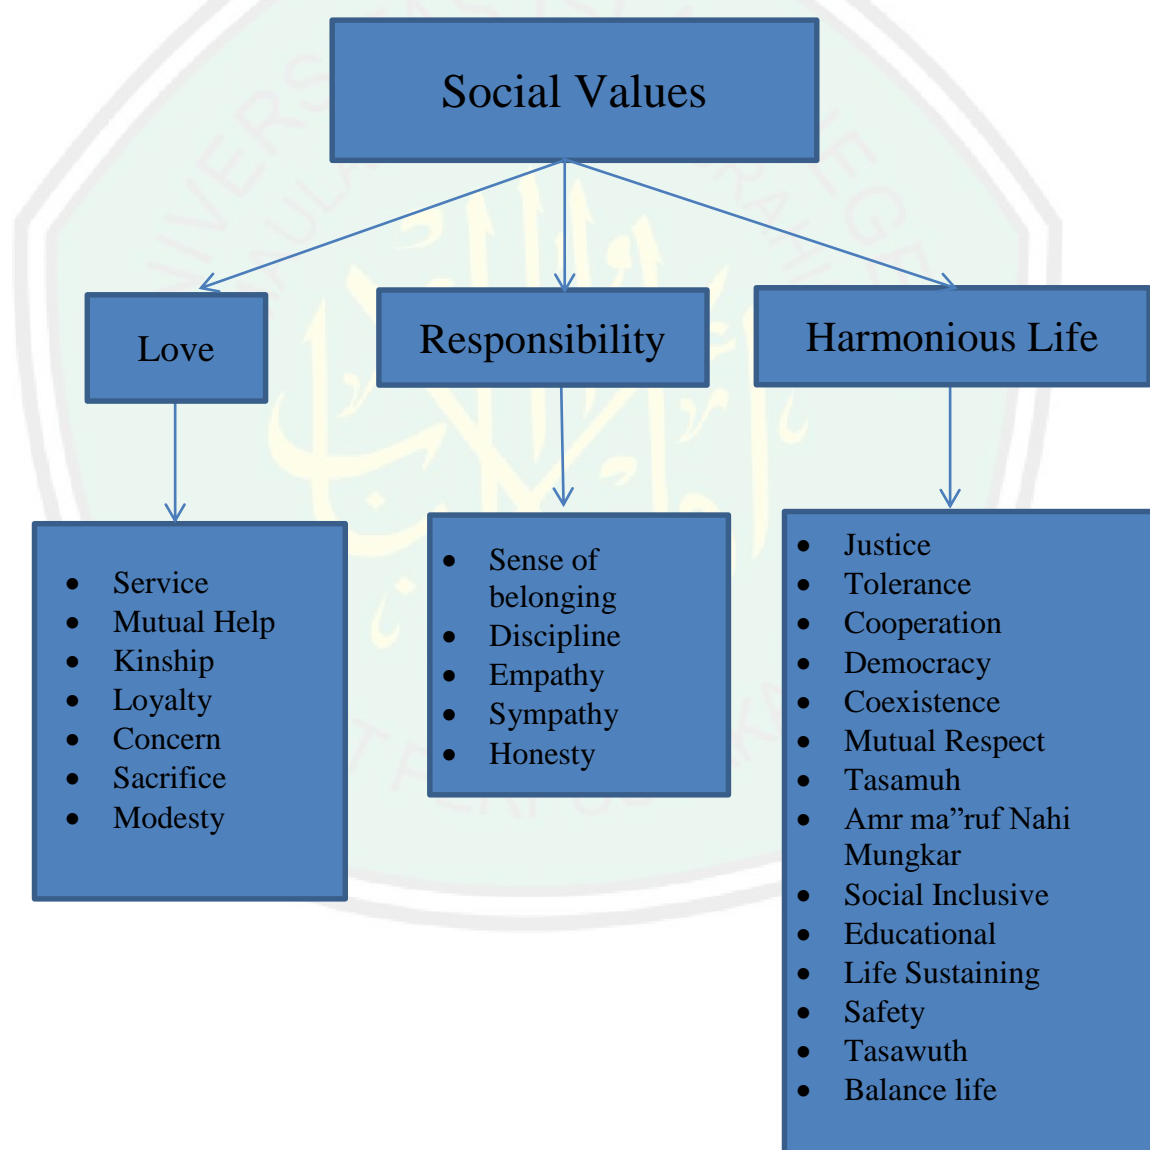 Social Values
Love
Responsibility
Harmonious Life
• Service
• Mutual Help
• Kinship
• Loyalty
• Concern
• Sacrifice
• Modesty
• Sense of
belonging
• Discipline
• Empathy
• Sympathy
• Honesty
• Justice
• Tolerance
• Cooperation
• Democracy
• Coexistence
• Mutual Respect
• Tasamuh
• Amr ma”ruf Nahi
Mungkar
• Social Inclusive
• Educational
• Life Sustaining
• Safety
• Tasawuth
• Balance life